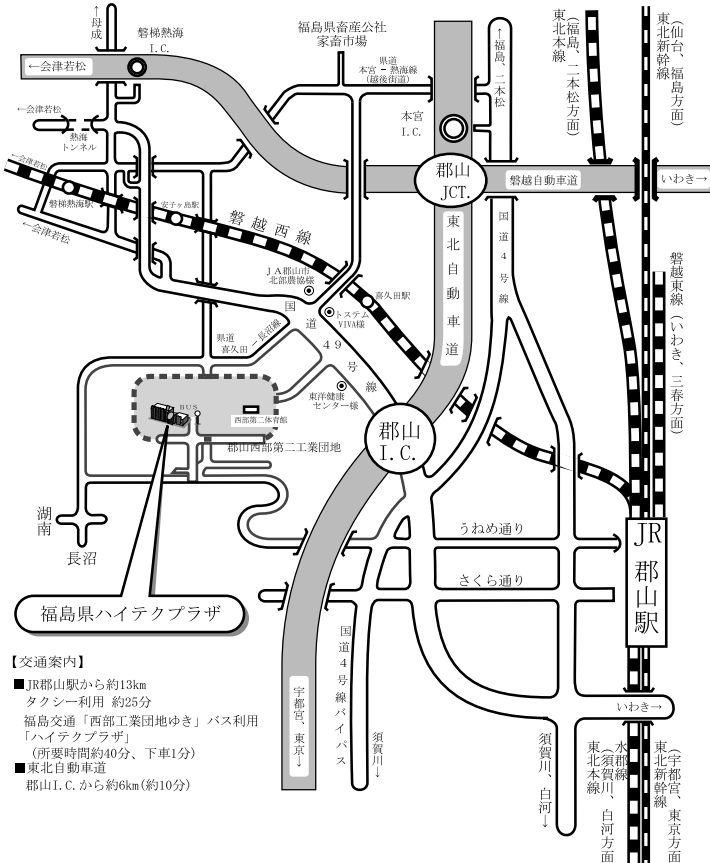 ←母成
磐梯熱海
I.C.
←会津若松
福島県畜産公社
家畜市場
県道
本宮－熱海線
(越後街道)
←福島、二本松
東北本線
(福島、二本松方面)
東北新幹線
(仙台、福島方面)
本宮
I.C.
←会津若松
熱海
トンネル
←会津若松
磐梯熱海駅
安子ヶ島駅
←会津若松
磐越西線
郡山
JCT.
磐越自動車道
いわき→
東北自動車道
国道4号線
磐越東線(いわき、三春方面)
JA郡山市
北部農協様
喜久田駅
トステム
VIVA様
国道49号線
県道
喜久田－長沼線
東洋健康
センター様
BUS
西部第二体育館
郡山西部第二工業団地
郡山
I.C.
湖南
長沼
うねめ通り
さくら通り
JR
郡山駅
福島県ハイテクプラザ
国道4号線バイパス
宇都宮、東京→
須賀川→
須賀川、白河→
いわき→
東北本線
(須賀川、白河方面)
水郡線
東北新幹線
(宇都宮、東京方面)
【交通案内】
■JR郡山駅から約13km
タクシー利用 約25分
福島交通「西部工業団地ゆき」バス利用
「ハイテクプラザ」
(所要時間約40分、下車1分)
■東北自動車道
郡山I.C.から約6km(約10分)